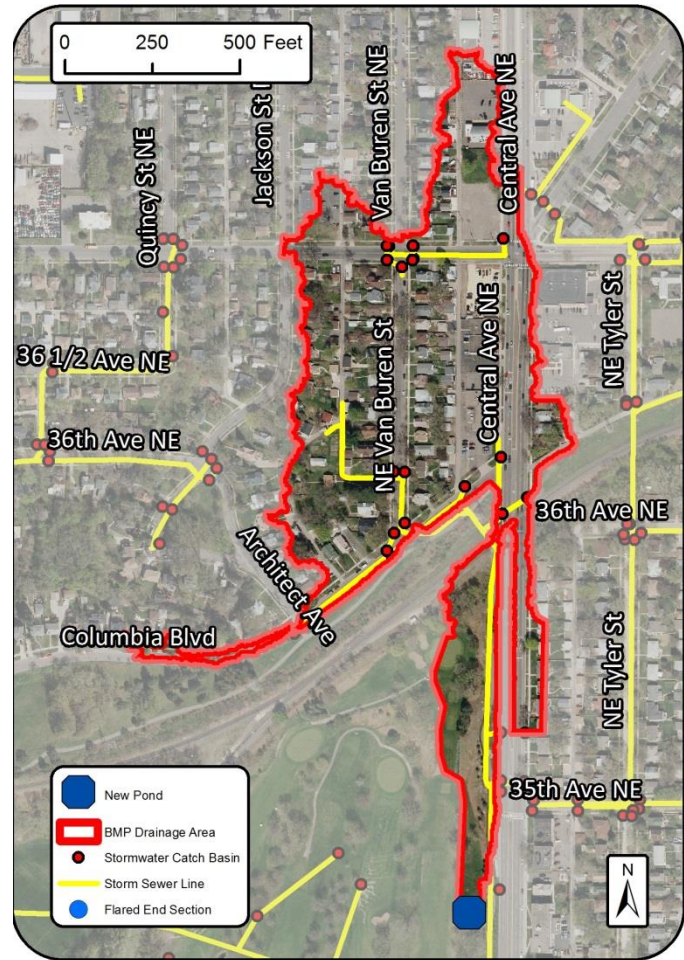 0 250 500 Feet
Jackson St
Van Buren St NE
Central Ave NE
Quincy St NE
36 1/2 Ave NE
36th Ave NE
NE Van Buren St
Central Ave NE
NE Tyler St
36th Ave NE
Architect Ave
Columbia Blvd
NE Tyler St
35th Ave NE
New Pond
BMP Drainage Area
Stormwater Catch Basin
Storm Sewer Line
Flared End Section
N